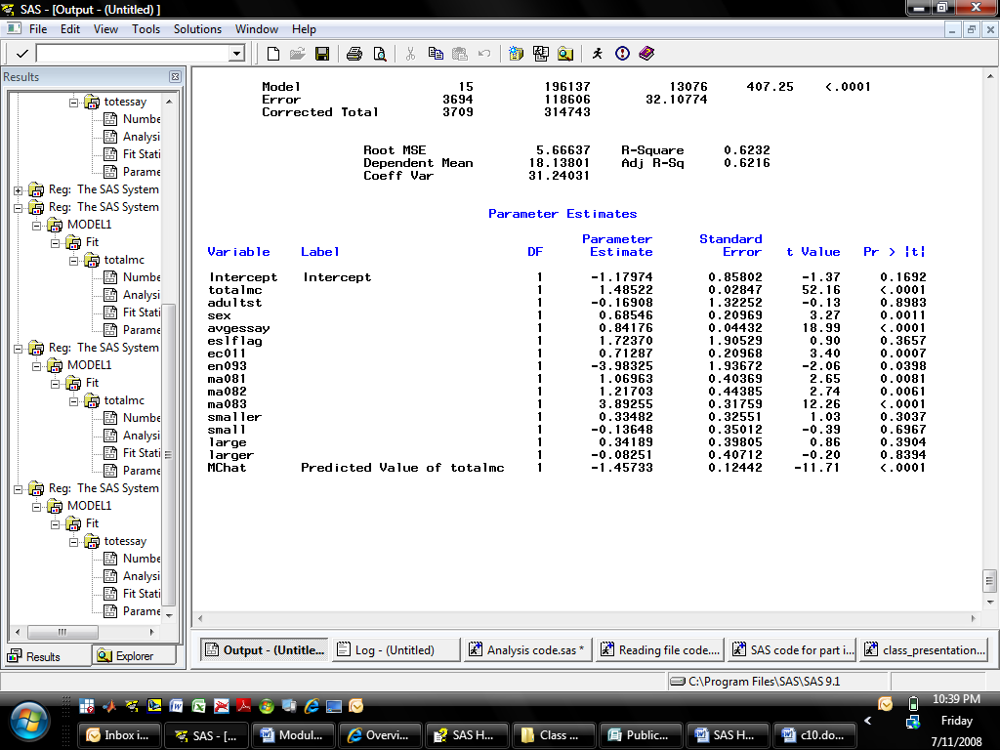 SAS - [Output - (Untitled) ]
File Edit View Tools Solutions Window Help
Results
totessay
Numbe
Analysi
Fit Stati
Parame
Reg: The SAS System
Reg: The SAS System
MODEL1
Fit
totalmc
Numbe
Analysi
Fit Stati
Parame
Reg: The SAS System
MODEL1
Fit
totalmc
Numbe
Analysi
Fit Stati
Parame
Reg: The SAS System
MODEL1
Fit
totessay
Numbe
Analysi
Fit Stati
Parame
Results Explorer
Model 15 196137 13076 407.25 <.0001
Error 3694 118606 32.10774
Corrected Total 3709 314743
Root MSE 5.66637 R-Square 0.6232
Dependent Mean 18.13801 Adj R-Sq 0.6216
Coeff Var 31.24031
Parameter Estimates
Parameter Standard
Variable Label DF Estimate Error t Value Pr > |t|
Intercept Intercept 1 -1.17974 0.85802 -1.37 0.1692
totalmc 1 1.48522 0.02847 52.16 <.0001
adultst 1 -0.16908 1.32252 -0.13 0.8983
sex 1 0.68546 0.20969 3.27 0.0011
avgessay 1 0.84176 0.04432 18.99 <.0001
eslflag 1 1.72370 1.90529 0.90 0.3657
ec011 1 0.71287 0.20968 3.40 0.0007
en093 1 -3.98325 1.93672 -2.06 0.0398
ma081 1 1.06963 0.40369 2.65 0.0081
ma082 1 1.21703 0.44385 2.74 0.0061
ma083 1 3.89255 0.31759 12.26 <.0001
smaller 1 0.33482 0.32551 1.03 0.3037
small 1 -0.13648 0.35012 -0.39 0.6967
large 1 0.34189 0.39805 0.86 0.3904
larger 1 -0.08251 0.40712 -0.20 0.8394
MChat Predicted Value of totalmc 1 -1.45733 0.12442 -11.71 <.0001
Output - (Untitle... Log - (Untitled) Analysis code.sas * Reading file code.... SAS code for part i... class_presentation...
C:\Program Files\SAS\SAS 9.1
10:39 PM
Friday
7/11/2008
Inbox i... SAS - [... Modul... Overvi... SAS H... Class ... Public... SAS H... c10.do...